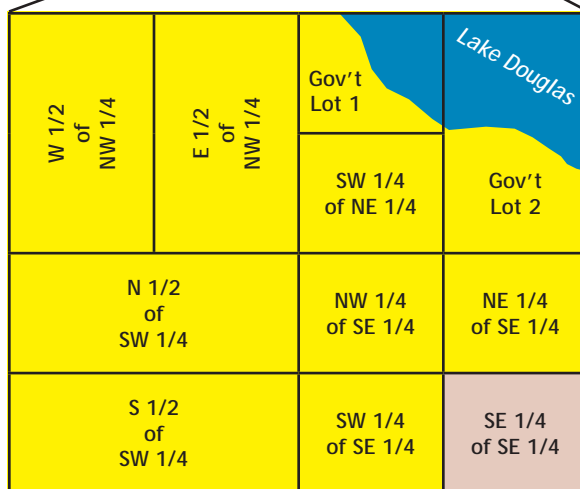 W 1/2
of
NW 1/4
E 1/2
of
NW 1/4
Gov't
Lot 1
Lake Douglas
SW 1/4
of NE 1/4
Gov't
Lot 2
N 1/2
of
SW 1/4
NW 1/4
of SE 1/4
NE 1/4
of SE 1/4
S 1/2
of
SW 1/4
SW 1/4
of SE 1/4
SE 1/4
of SE 1/4